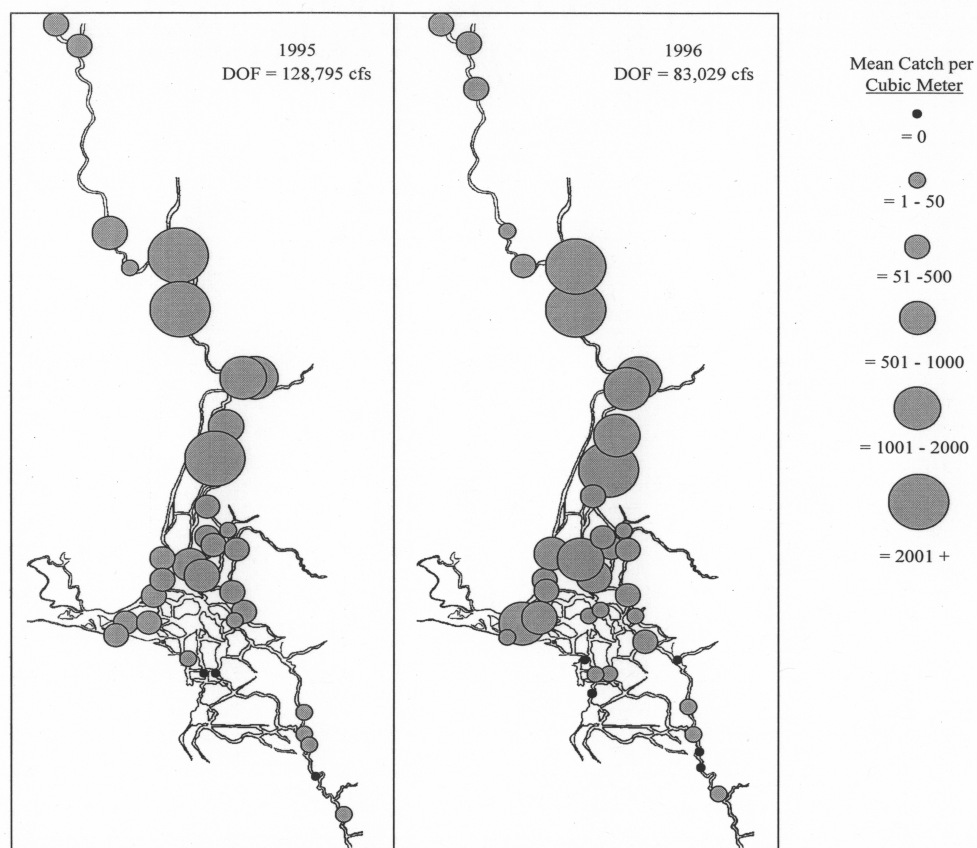 1995
DOF = 128,795 cfs
1996
DOF = 83,029 cfs
Mean Catch per
Cubic Meter
= 0
= 1 - 50
= 51 -500
= 501 - 1000
= 1001 - 2000
= 2001 +